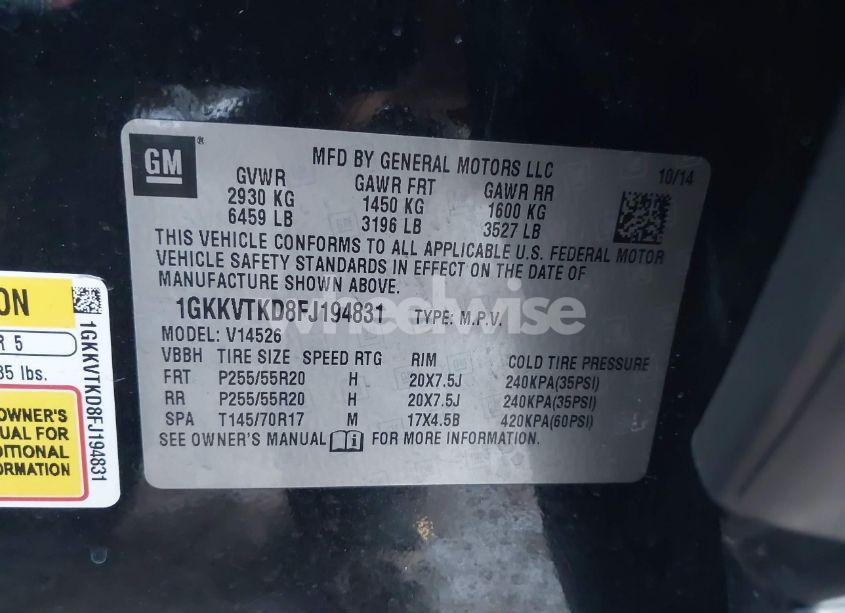 GM
MFD BY GENERAL MOTORS LLC
10/14
GVWR GAWR FRT GAWR RR
2930 KG 1450 KG 1600 KG
6459 LB 3196 LB 3527 LB
THIS VEHICLE CONFORMS TO ALL APPLICABLE U.S. FEDERAL MOTOR
VEHICLE SAFETY STANDARDS IN EFFECT ON THE DATE OF
MANUFACTURE SHOWN ABOVE.
1GKKVTKD8FJ194831 TYPE: M.P.V.
MODEL: V14526
VBBH TIRE SIZE SPEED RTG RIM COLD TIRE PRESSURE
FRT P255/55R20 H 20X7.5J 240KPA(35PSI)
RR P255/55R20 H 20X7.5J 240KPA(35PSI)
SPA T145/70R17 M 17X4.5B 420KPA(60PSI)
SEE OWNER'S MANUAL FOR MORE INFORMATION.
wheelwise
ON
R 5
35 lbs.
OWNER'S
UAL FOR
DITIONAL
FORMATION
1GKKVTKD8FJ194831